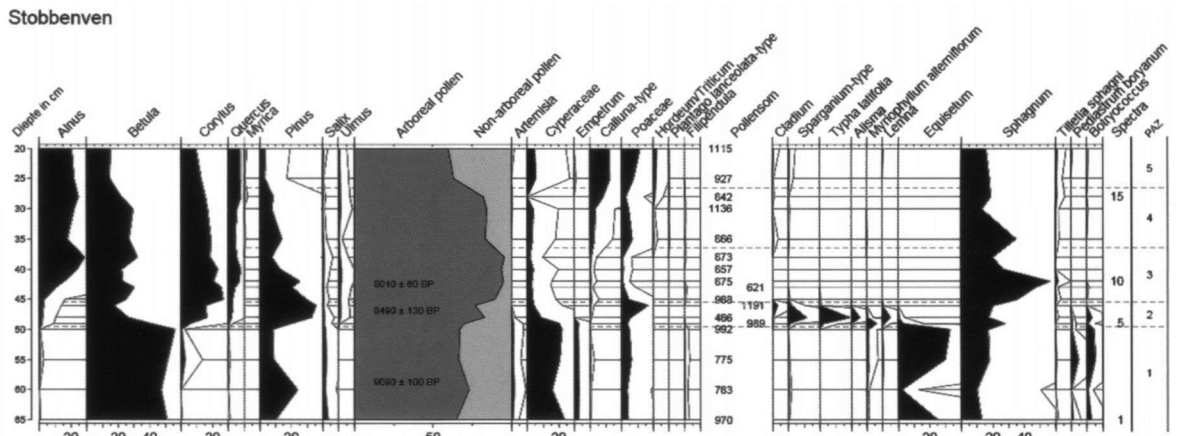 Stobbenven
Diepte in cm
Alnus
Betula
Corylus
Quercus
Myrica
Pinus
Salix
Ulmus
Arboreal pollen
Non-arboreal pollen
Artemisia
Cyperaceae
Empetrum
Calluna-type
Poaceae
Hordeum/Triticum
Plantago lanceolata-type
Filipendula
Pollensom
Cladium
Sparganium-type
Typha latifolia
Alisma
Myriophyllum alterniflorum
Lemna
Equisetum
Sphagnum
Tilletia sphagni
Pediastrum boryanum
Botryococcus
Spectra
PAZ
20
25
30
35
40
45
50
55
60
65
8010 ± 60 BP
8490 ± 130 BP
9090 ± 100 BP
1115
927
642
1136
666
673
657
675
621
968
1191
486
989
992
775
763
970
15
10
5
1
5
4
3
2
1
20
20 40
20
20
50
20
20
20 40